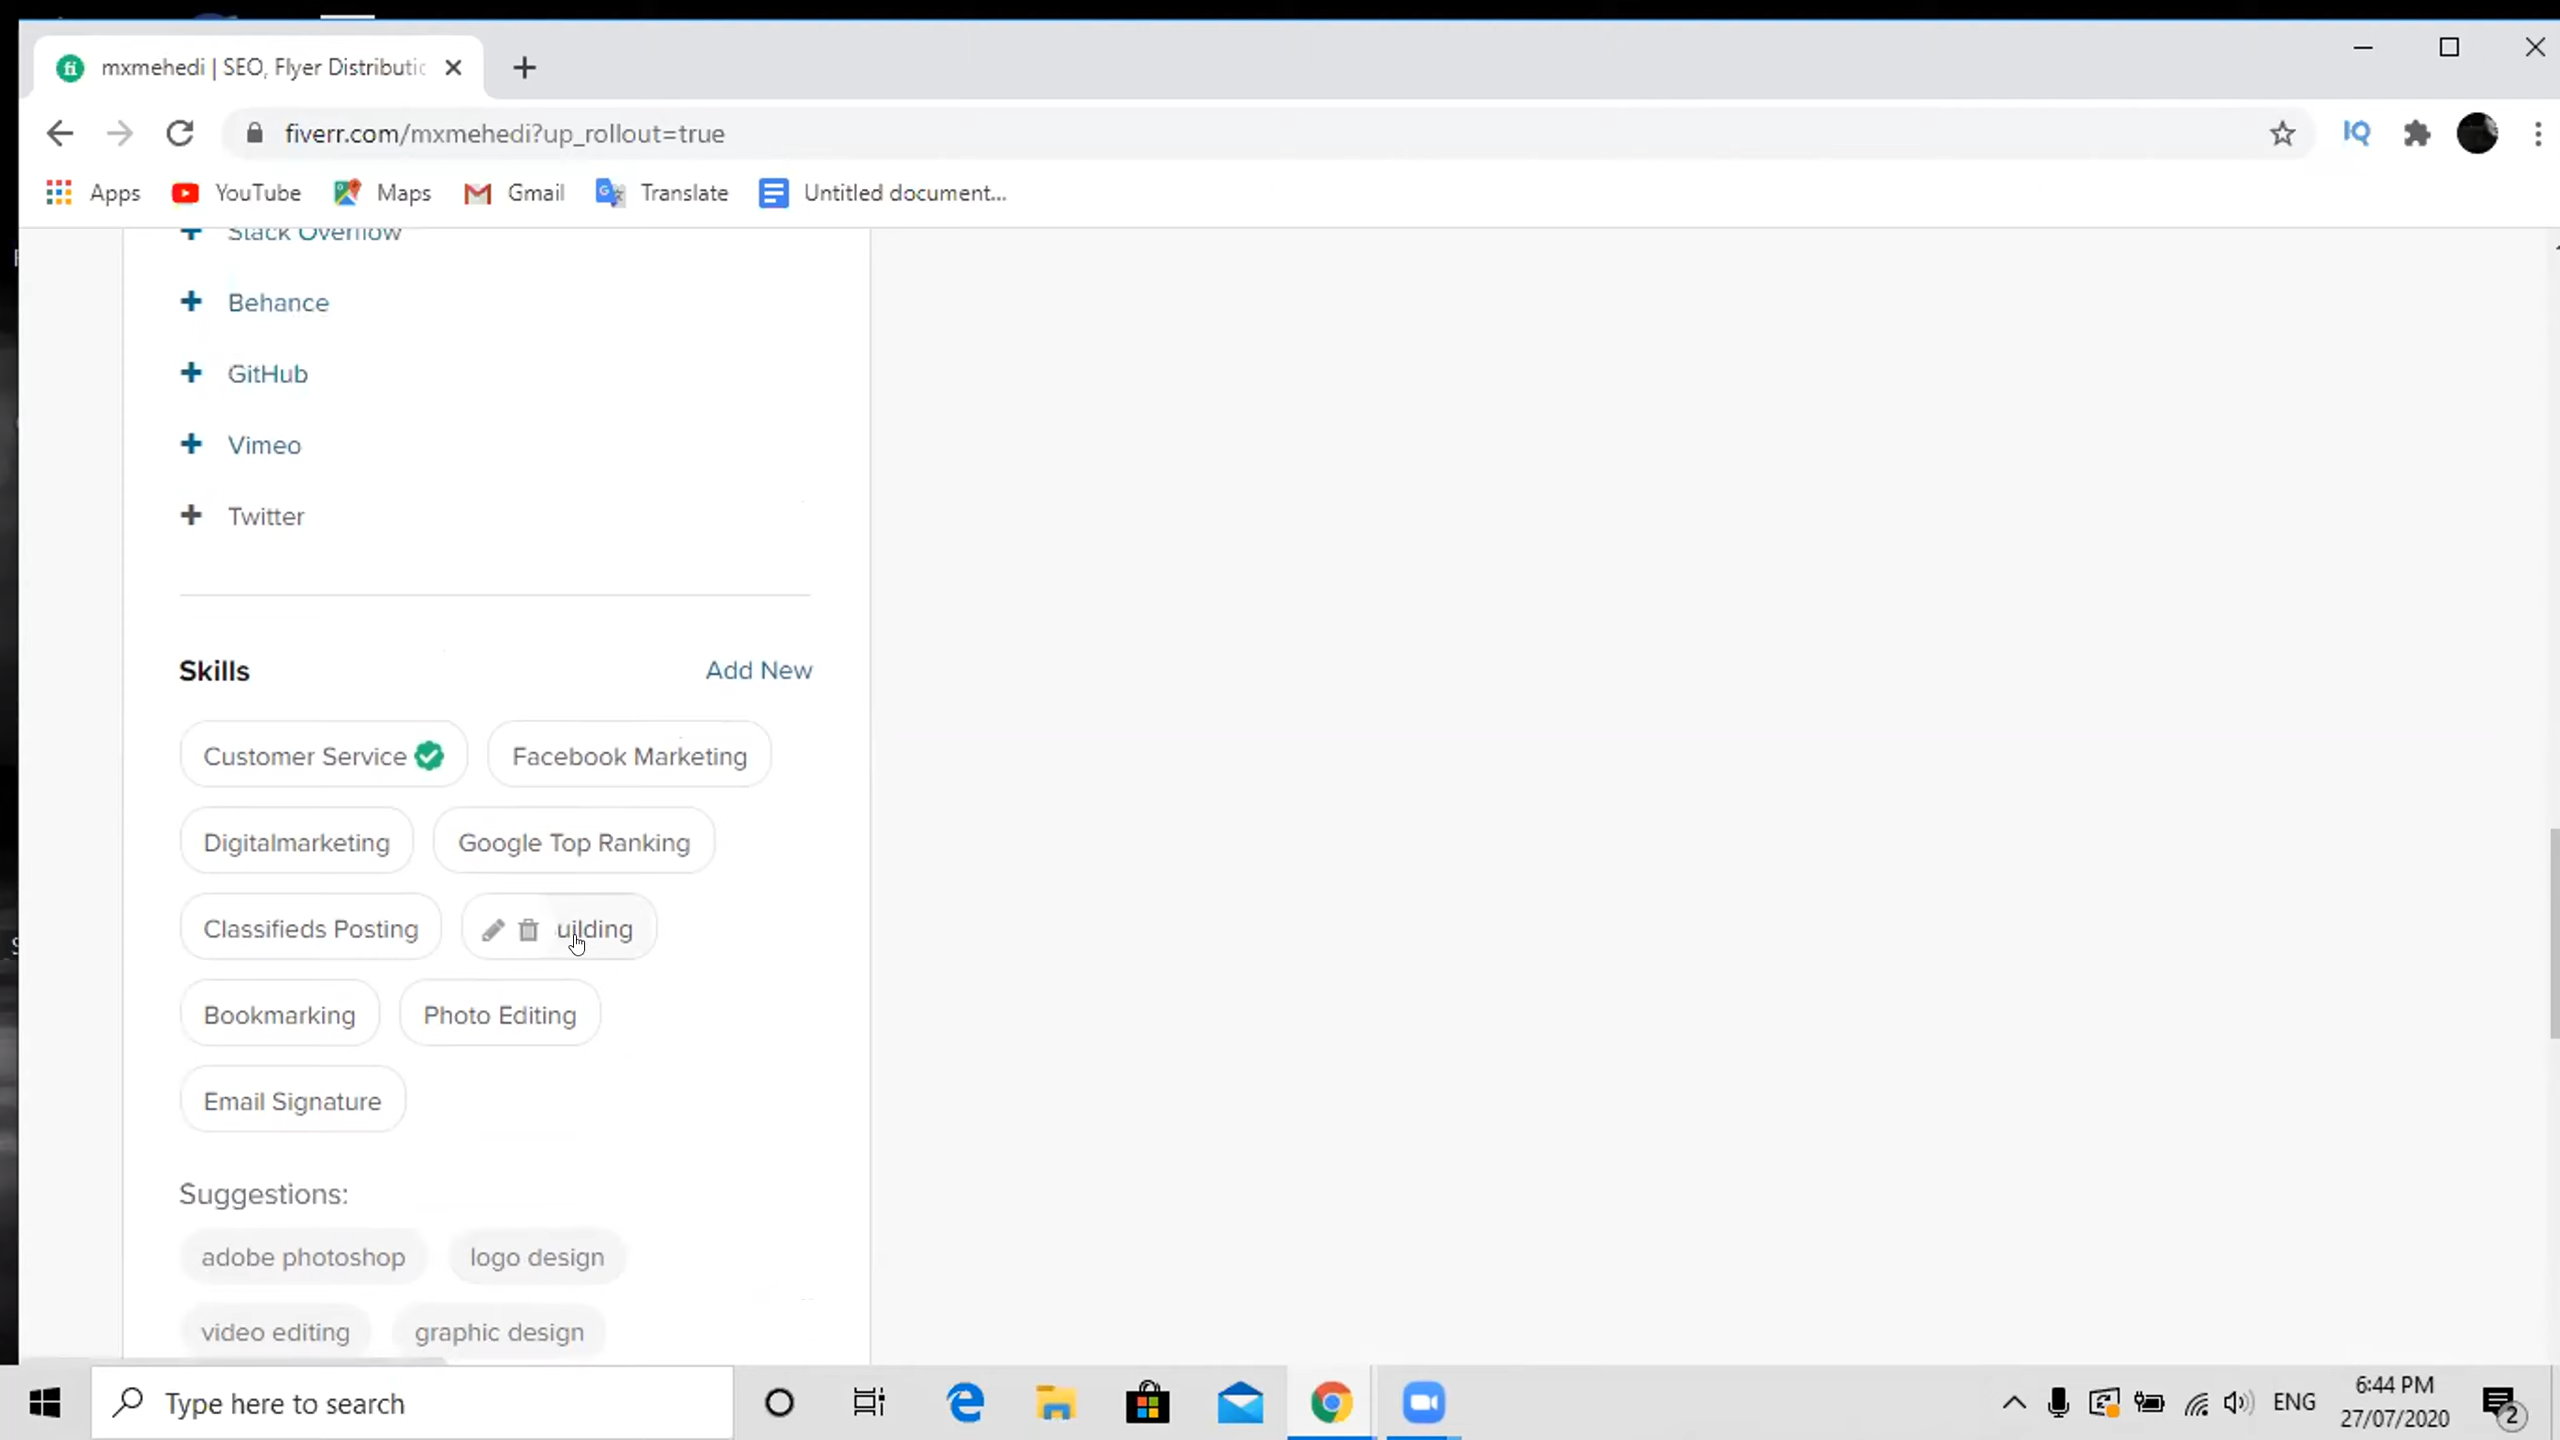 mxmehedi | SEO, Flyer Distributic
fiverr.com/mxmehedi?up_rollout=true
Apps YouTube Maps Gmail Translate Untitled document...
Stack Overflow
Behance
GitHub
Vimeo
Twitter
Skills Add New
Customer Service Facebook Marketing
Digitalmarketing Google Top Ranking
Classifieds Posting uilding
Bookmarking Photo Editing
Email Signature
Suggestions:
adobe photoshop logo design
video editing graphic design
Type here to search
ENG
6:44 PM
27/07/2020
2